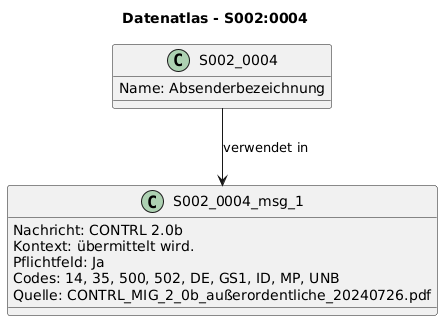 Datenatlas - S002:0004
C S002_0004
Name: Absenderbezeichnung
verwendet in
C S002_0004_msg_1
Nachricht: CONTRL 2.0b
Kontext: übermittelt wird.
Pflichtfeld: Ja
Codes: 14, 35, 500, 502, DE, GS1, ID, MP, UNB
Quelle: CONTRL_MIG_2_0b_außerordentliche_20240726.pdf